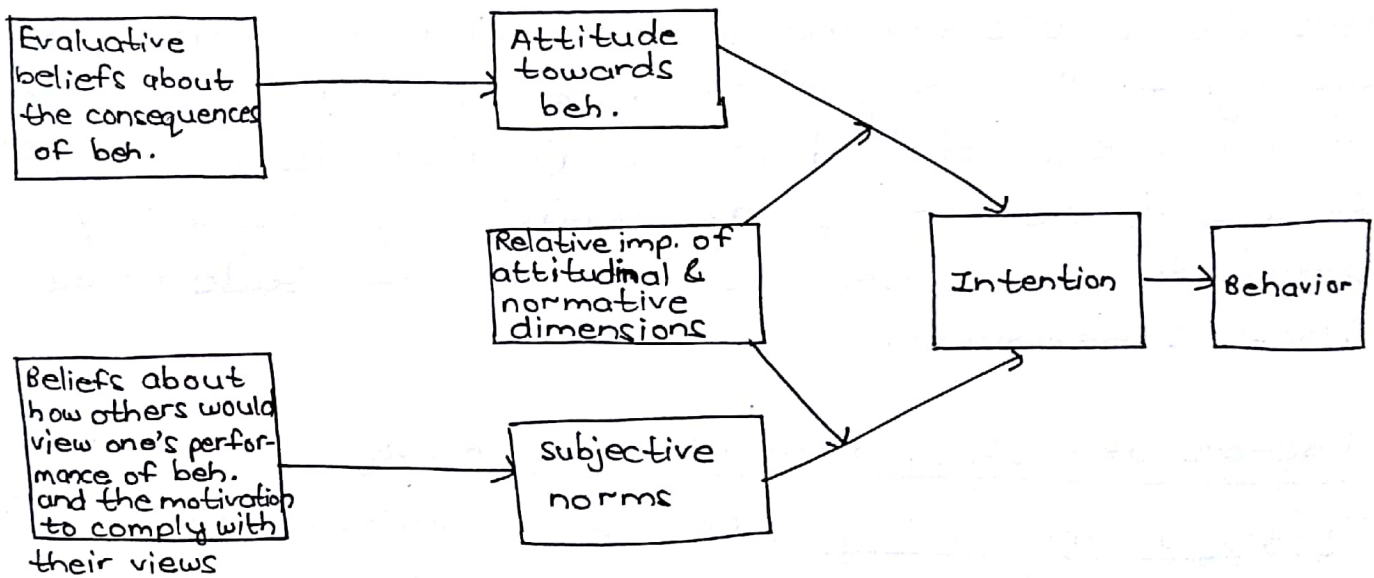 Evaluative
beliefs about
the consequences
of beh.
Attitude
towards
beh.
Relative imp. of
attitudinal &
normative
dimensions
Intention
Behavior
Beliefs about
how others would
view one's perfor-
mance of beh.
and the motivation
to comply with
their views
subjective
norms